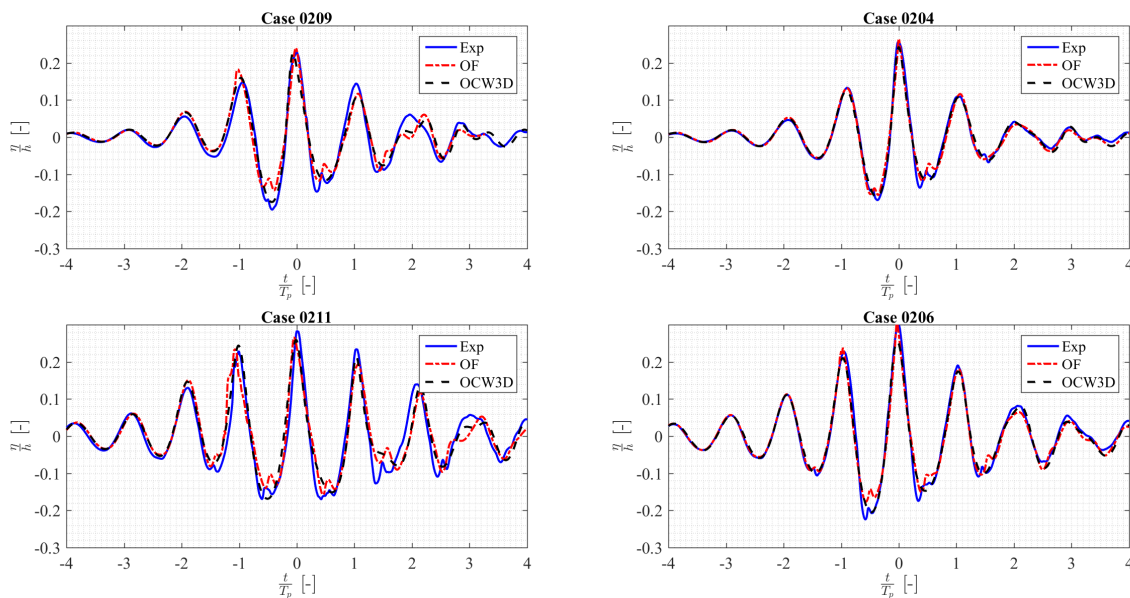 Case 0209
Exp
OF
OCW3D
0.2
0.1
0
-0.1
-0.2
-0.3
η/h [-]
-4 -3 -2 -1 0 1 2 3 4
t/T_p [-]
Case 0204
Exp
OF
OCW3D
0.2
0.1
0
-0.1
-0.2
-0.3
η/h [-]
-4 -3 -2 -1 0 1 2 3 4
t/T_p [-]
Case 0211
Exp
OF
OCW3D
0.2
0.1
0
-0.1
-0.2
-0.3
η/h [-]
-4 -3 -2 -1 0 1 2 3 4
t/T_p [-]
Case 0206
Exp
OF
OCW3D
0.2
0.1
0
-0.1
-0.2
-0.3
η/h [-]
-4 -3 -2 -1 0 1 2 3 4
t/T_p [-]